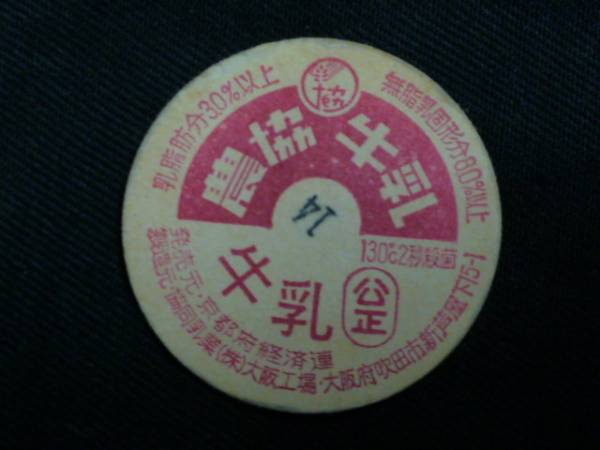 協
乳脂肪分3.0%以上
無脂乳固形分8.0%以上
農協牛乳
14
130℃2秒殺菌
牛乳
公正
発売元・京都府経済連
製造元・協同乳業(株)大阪工場・大阪府吹田市新芦屋下15-1